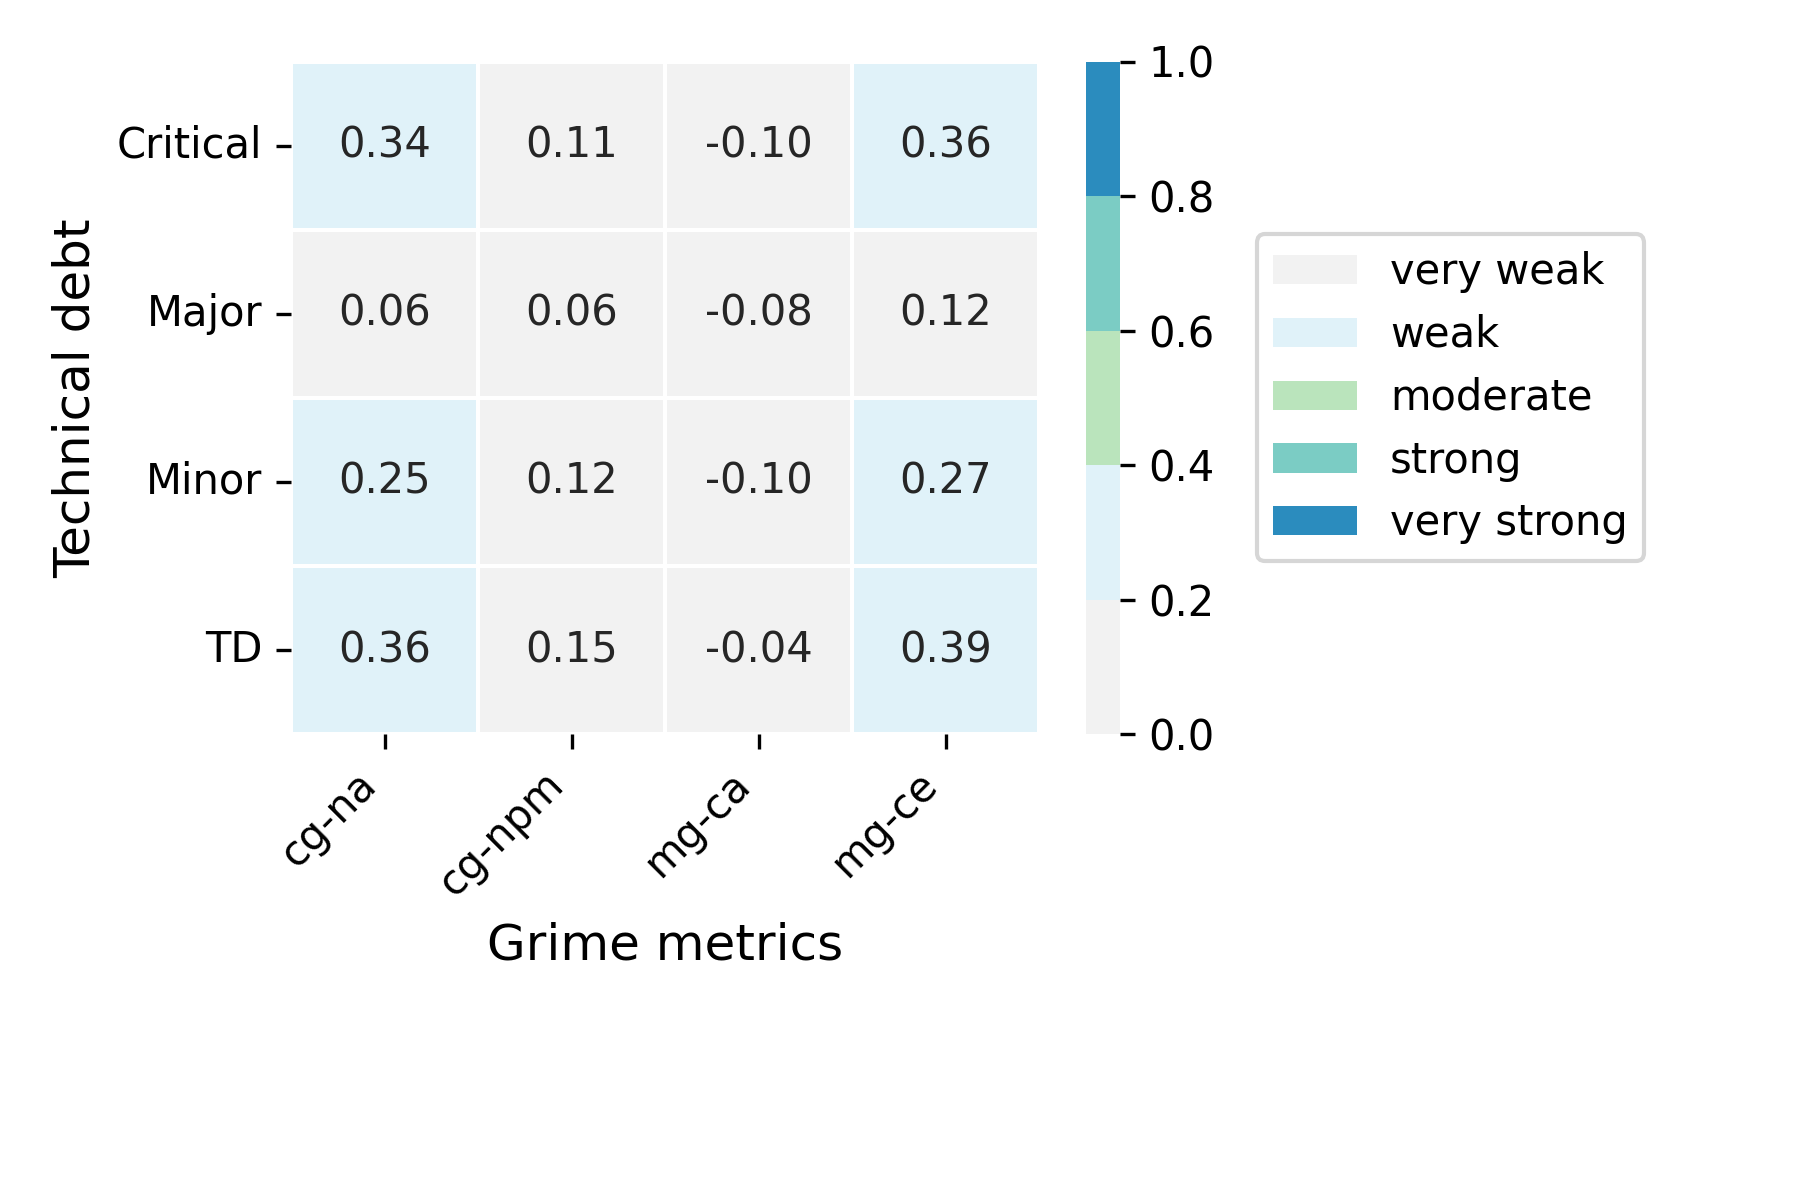 Technical debt
Critical
0.34 0.11 -0.10 0.36
Major
0.06 0.06 -0.08 0.12
Minor
0.25 0.12 -0.10 0.27
TD
0.36 0.15 -0.04 0.39
cg-na
cg-npm
mg-ca
mg-ce
Grime metrics
1.0
0.8
0.6
0.4
0.2
0.0
very weak
weak
moderate
strong
very strong